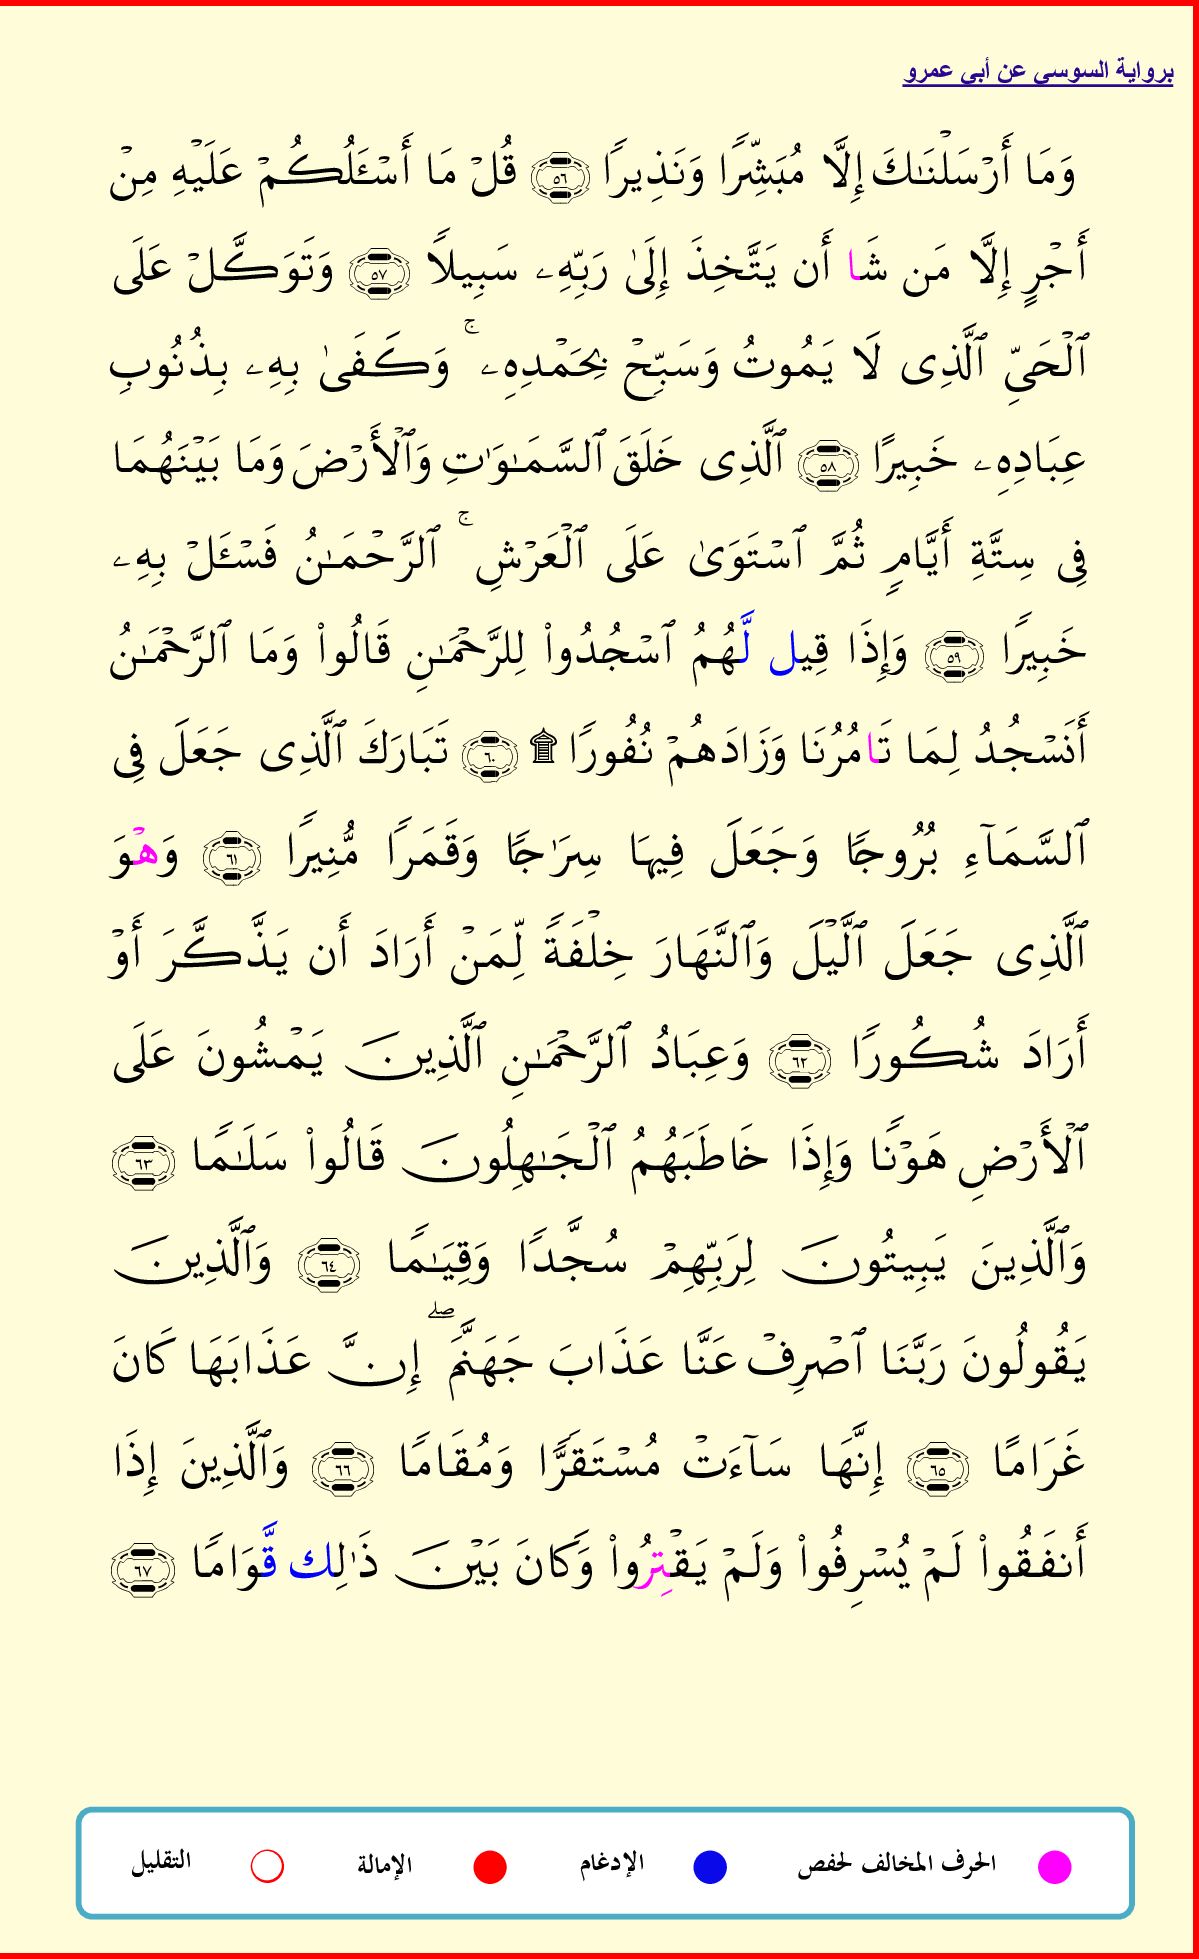 برواية السوسي عن أبي عمرو
وَمَا أَرْسَلْنَـٰكَ إِلَّا مُبَشِّرًا وَنَذِيرًا ٥٦ قُلْ مَا أَسْـَٔلُكُمْ عَلَيْهِ مِنْ
أَجْرٍ إِلَّا مَن شَا أَن يَتَّخِذَ إِلَىٰ رَبِّهِۦ سَبِيلًا ٥٧ وَتَوَكَّلْ عَلَى
ٱلْحَيِّ ٱلَّذِى لَا يَمُوتُ وَسَبِّحْ بِحَمْدِهِۦ ۚ وَكَفَىٰ بِهِۦ بِذُنُوبِ
عِبَادِهِۦ خَبِيرًا ٥٨ ٱلَّذِى خَلَقَ ٱلسَّمَـٰوَٰتِ وَٱلْأَرْضَ وَمَا بَيْنَهُمَا
فِى سِتَّةِ أَيَّامٍ ثُمَّ ٱسْتَوَىٰ عَلَى ٱلْعَرْشِ ۚ ٱلرَّحْمَـٰنُ فَسْـَٔلْ بِهِۦ
خَبِيرًا ٥٩ وَإِذَا قِيل لَّهُمُ ٱسْجُدُوا۟ لِلرَّحْمَـٰنِ قَالُوا۟ وَمَا ٱلرَّحْمَـٰنُ
أَنَسْجُدُ لِمَا تَامُرُنَا وَزَادَهُمْ نُفُورًا ۩ ٦٠ تَبَارَكَ ٱلَّذِى جَعَلَ فِى
ٱلسَّمَآءِ بُرُوجًا وَجَعَلَ فِيهَا سِرَٰجًا وَقَمَرًا مُّنِيرًا ٦١ وَهْوَ
ٱلَّذِى جَعَلَ ٱلَّيْلَ وَٱلنَّهَارَ خِلْفَةً لِّمَنْ أَرَادَ أَن يَذَّكَّرَ أَوْ
أَرَادَ شُكُورًا ٦٢ وَعِبَادُ ٱلرَّحْمَـٰنِ ٱلَّذِينَ يَمْشُونَ عَلَى
ٱلْأَرْضِ هَوْنًا وَإِذَا خَاطَبَهُمُ ٱلْجَـٰهِلُونَ قَالُوا۟ سَلَـٰمًا ٦٣
وَٱلَّذِينَ يَبِيتُونَ لِرَبِّهِمْ سُجَّدًا وَقِيَـٰمًا ٦٤ وَٱلَّذِينَ
يَقُولُونَ رَبَّنَا ٱصْرِفْ عَنَّا عَذَابَ جَهَنَّمَ ۖ إِنَّ عَذَابَهَا كَانَ
غَرَامًا ٦٥ إِنَّهَا سَآءَتْ مُسْتَقَرًّا وَمُقَامًا ٦٦ وَٱلَّذِينَ إِذَا
أَنفَقُوا۟ لَمْ يُسْرِفُوا۟ وَلَمْ يَقْتِرُوا۟ وَكَانَ بَيْنَ ذَٰلِك قَّوَامًا ٦٧
الحرف المخالف لحفص الإدغام الإمالة التقليل